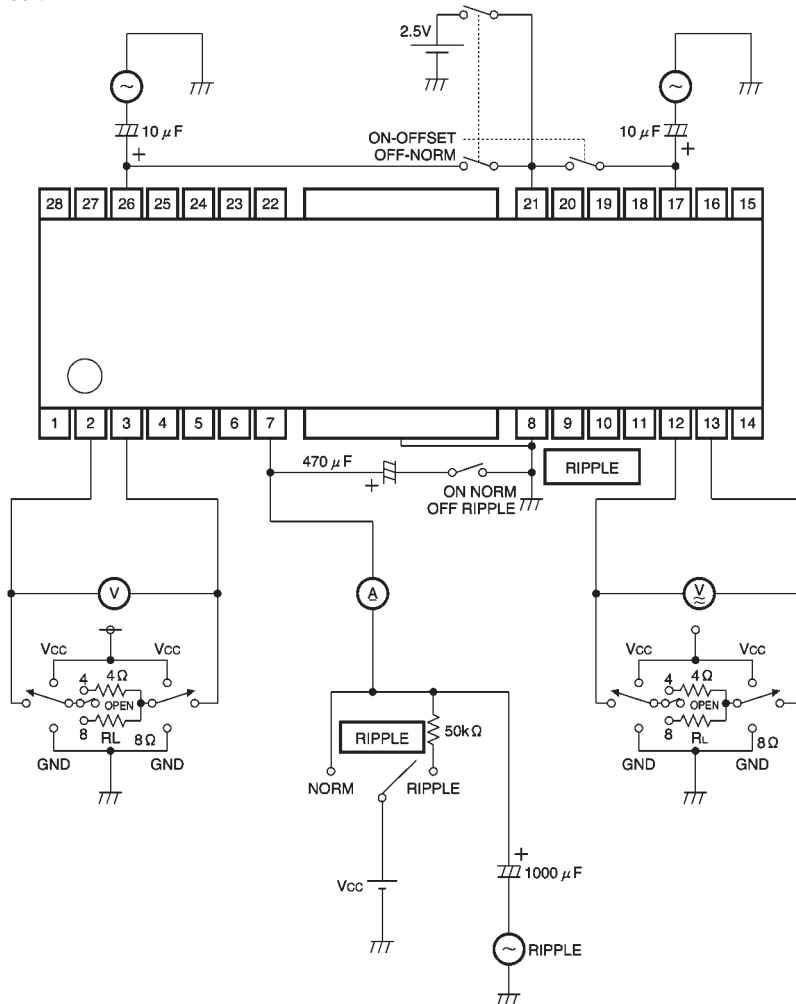 2.5V
10 μF
+
ON-OFFSET
OFF-NORM
10 μF
+
28 27 26 25 24 23 22 21 20 19 18 17 16 15
1 2 3 4 5 6 7 8 9 10 11 12 13 14
470 μF
+
ON NORM
OFF RIPPLE
RIPPLE
V
A
V
Vcc Vcc
4 4Ω
OPEN
8 RL 8Ω
GND GND
RIPPLE
50kΩ
NORM RIPPLE
Vcc
+
1000 μF
RIPPLE
Vcc Vcc
4 4Ω
OPEN
8 RL 8Ω
GND GND